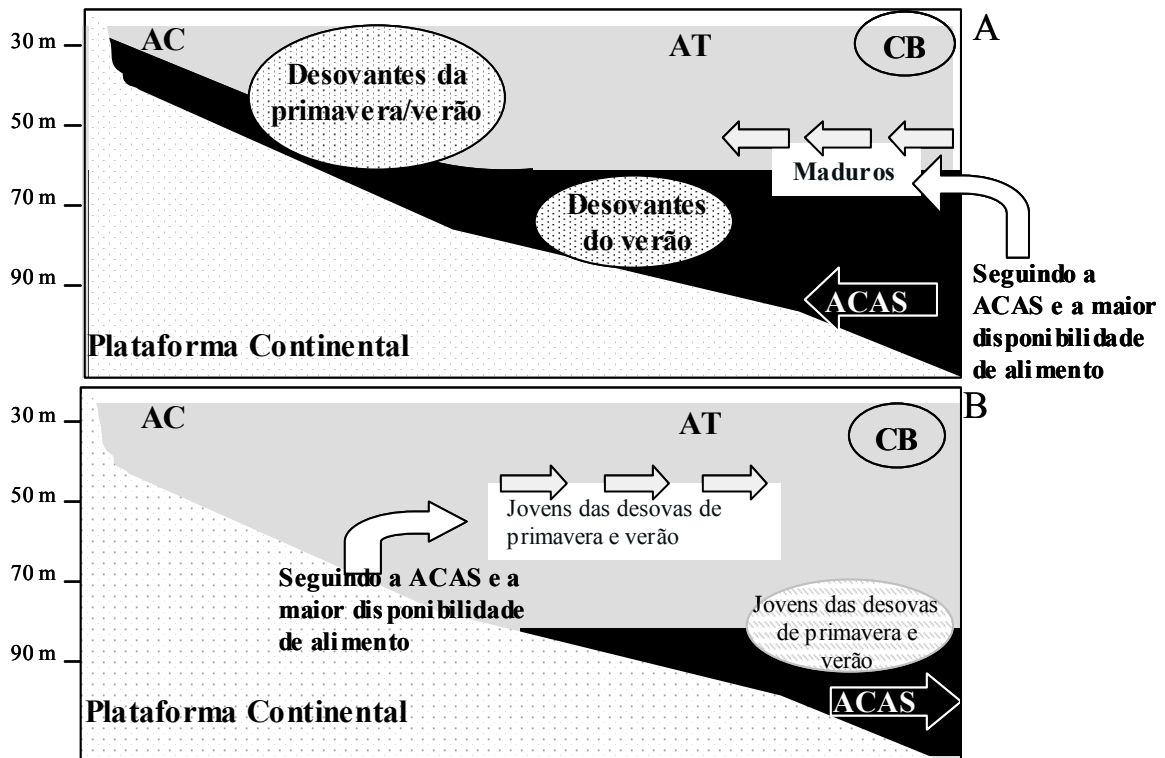 A
30 m
AC
AT
CB
Desovantes da
primavera/verão
50 m
Maduros
70 m
Desovantes
do verão
90 m
ACAS
Seguindo a
ACAS e a maior
disponibilidade
de alimento
Plataforma Continental
B
30 m
AC
AT
CB
50 m
Jovens das desovas de
primavera e verão
70 m
Seguindo a ACAS e a
maior disponibilidade
de alimento
Jovens das desovas
de primavera e
verão
90 m
ACAS
Plataforma Continental